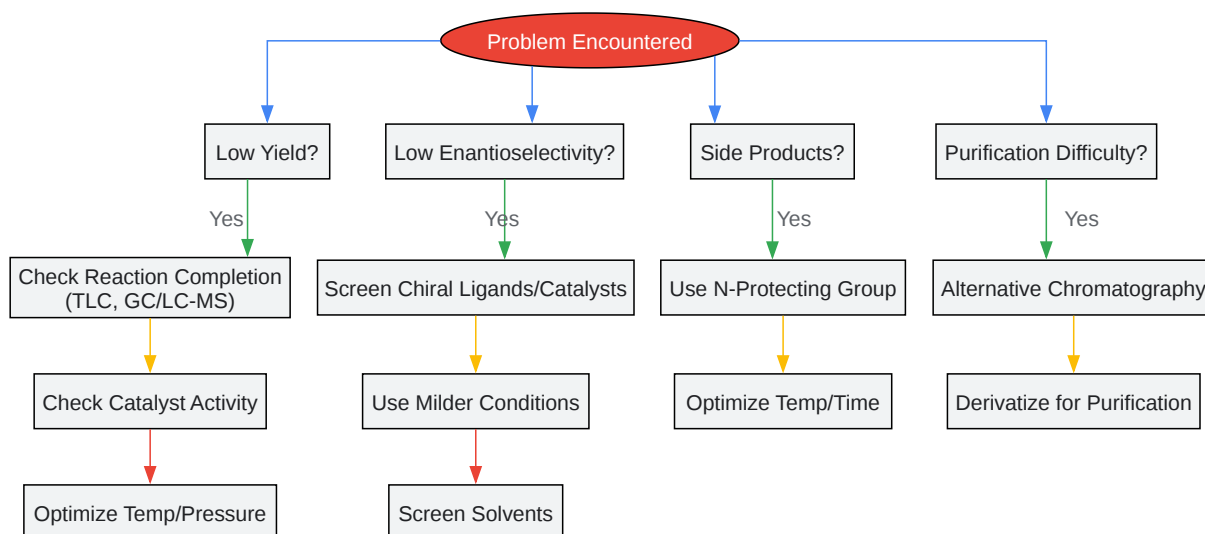 Problem Encountered
Low Yield?
Low Enantioselectivity?
Side Products?
Purification Difficulty?
Yes
Yes
Yes
Yes
Check Reaction Completion
(TLC, GC/LC-MS)
Screen Chiral Ligands/Catalysts
Use N-Protecting Group
Alternative Chromatography
Check Catalyst Activity
Use Milder Conditions
Optimize Temp/Time
Derivatize for Purification
Optimize Temp/Pressure
Screen Solvents